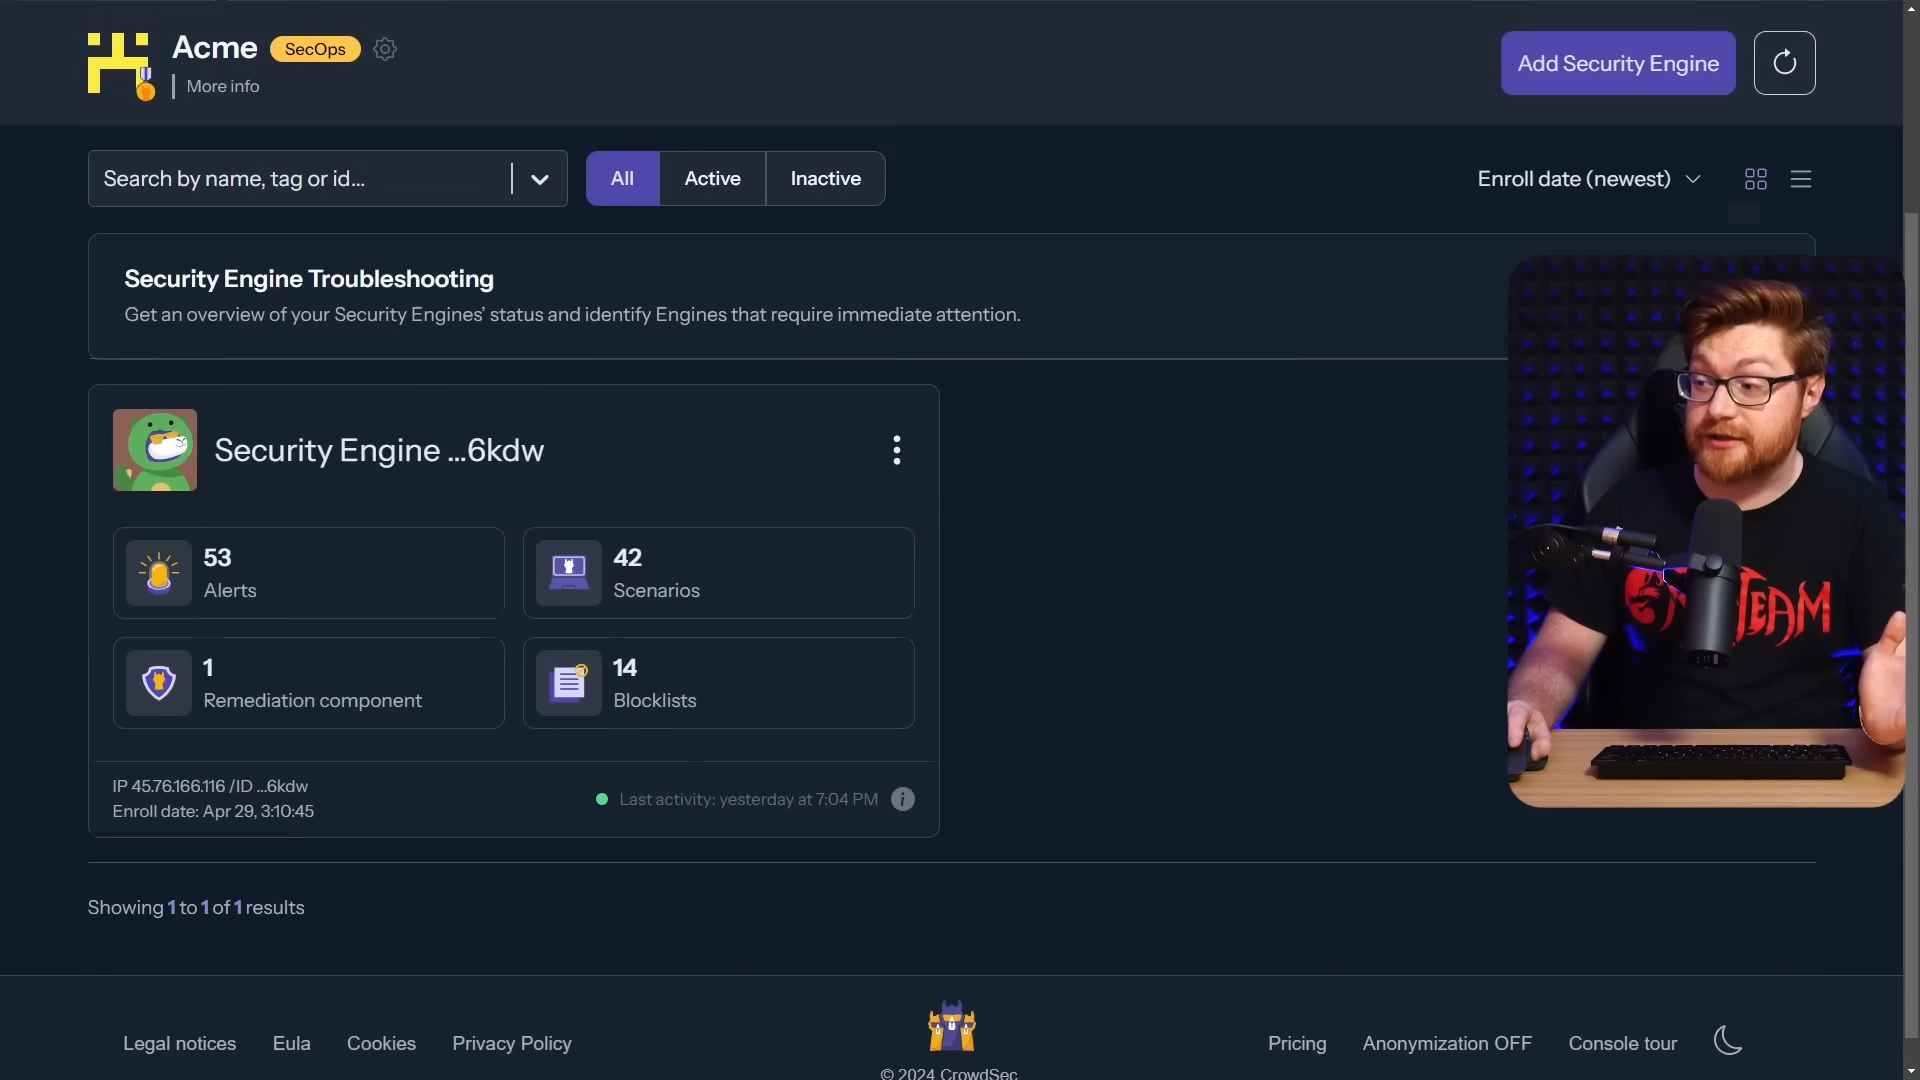 Acme SecOps
More info
Add Security Engine
Search by name, tag or id...
All Active Inactive
Enroll date (newest)
Security Engine Troubleshooting
Get an overview of your Security Engines' status and identify Engines that require immediate attention.
Security Engine ...6kdw
53
Alerts
42
Scenarios
1
Remediation component
14
Blocklists
IP 45.76.166.116 /ID ...6kdw
Enroll date: Apr 29, 3:10:45
Last activity: yesterday at 7:04 PM
Showing 1 to 1 of 1 results
Legal notices Eula Cookies Privacy Policy
© 2024 CrowdSec
Pricing Anonymization OFF Console tour